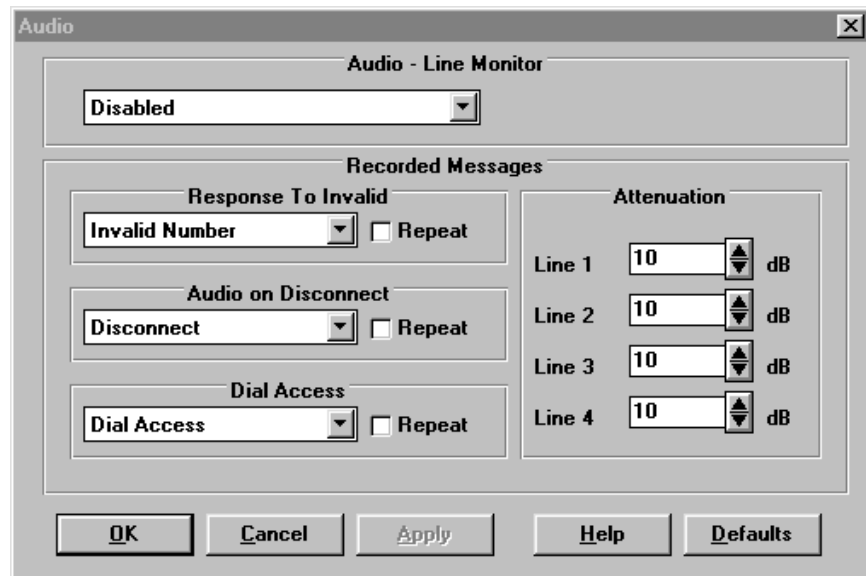 Audio
Audio - Line Monitor
Disabled
Recorded Messages
Response To Invalid
Invalid Number
Repeat
Audio on Disconnect
Disconnect
Repeat
Dial Access
Dial Access
Repeat
Attenuation
Line 1 10 dB
Line 2 10 dB
Line 3 10 dB
Line 4 10 dB
OK Cancel Apply Help Defaults